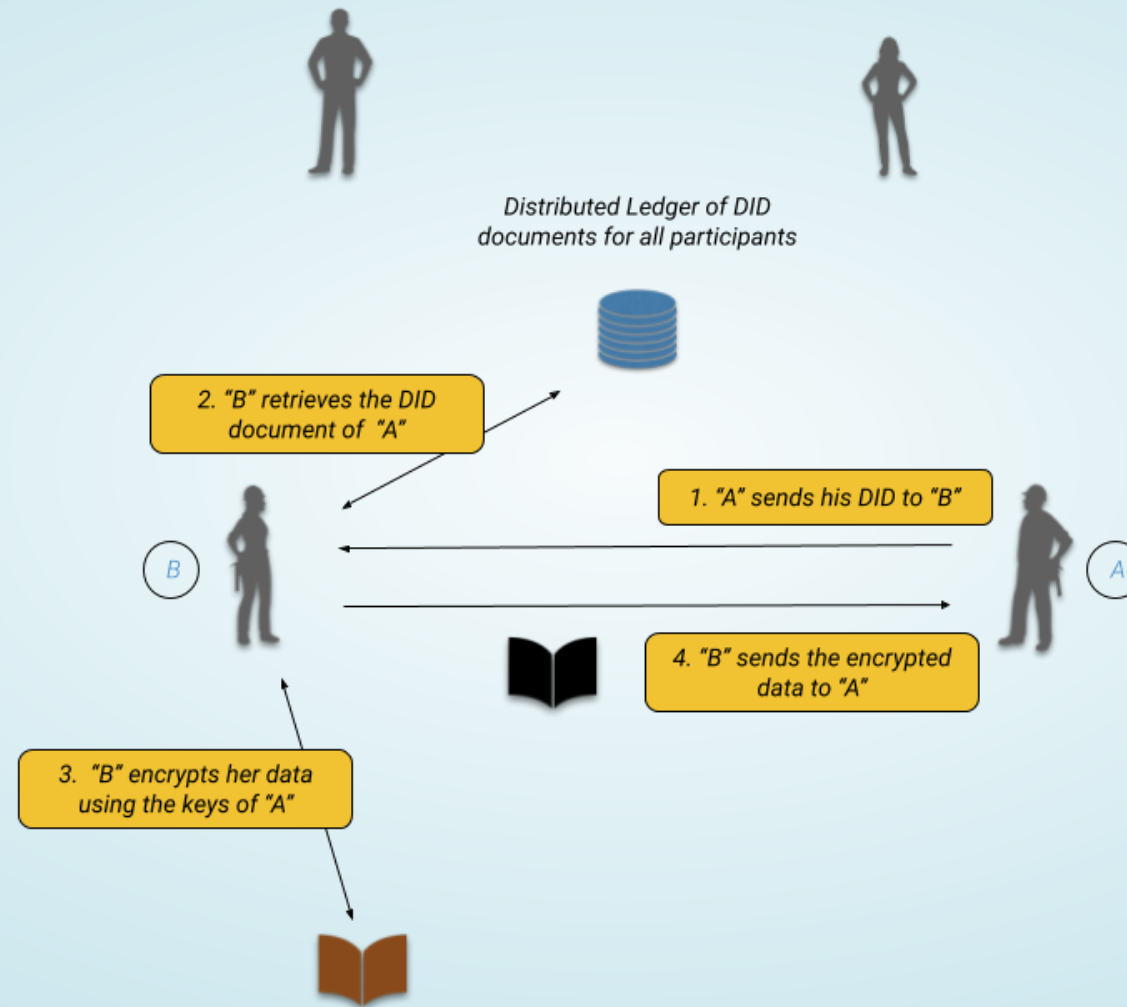 Distributed Ledger of DID
documents for all participants
2. “B” retrieves the DID
document of “A”
1. “A” sends his DID to “B”
B
A
4. “B” sends the encrypted
data to “A”
3. “B” encrypts her data
using the keys of “A”